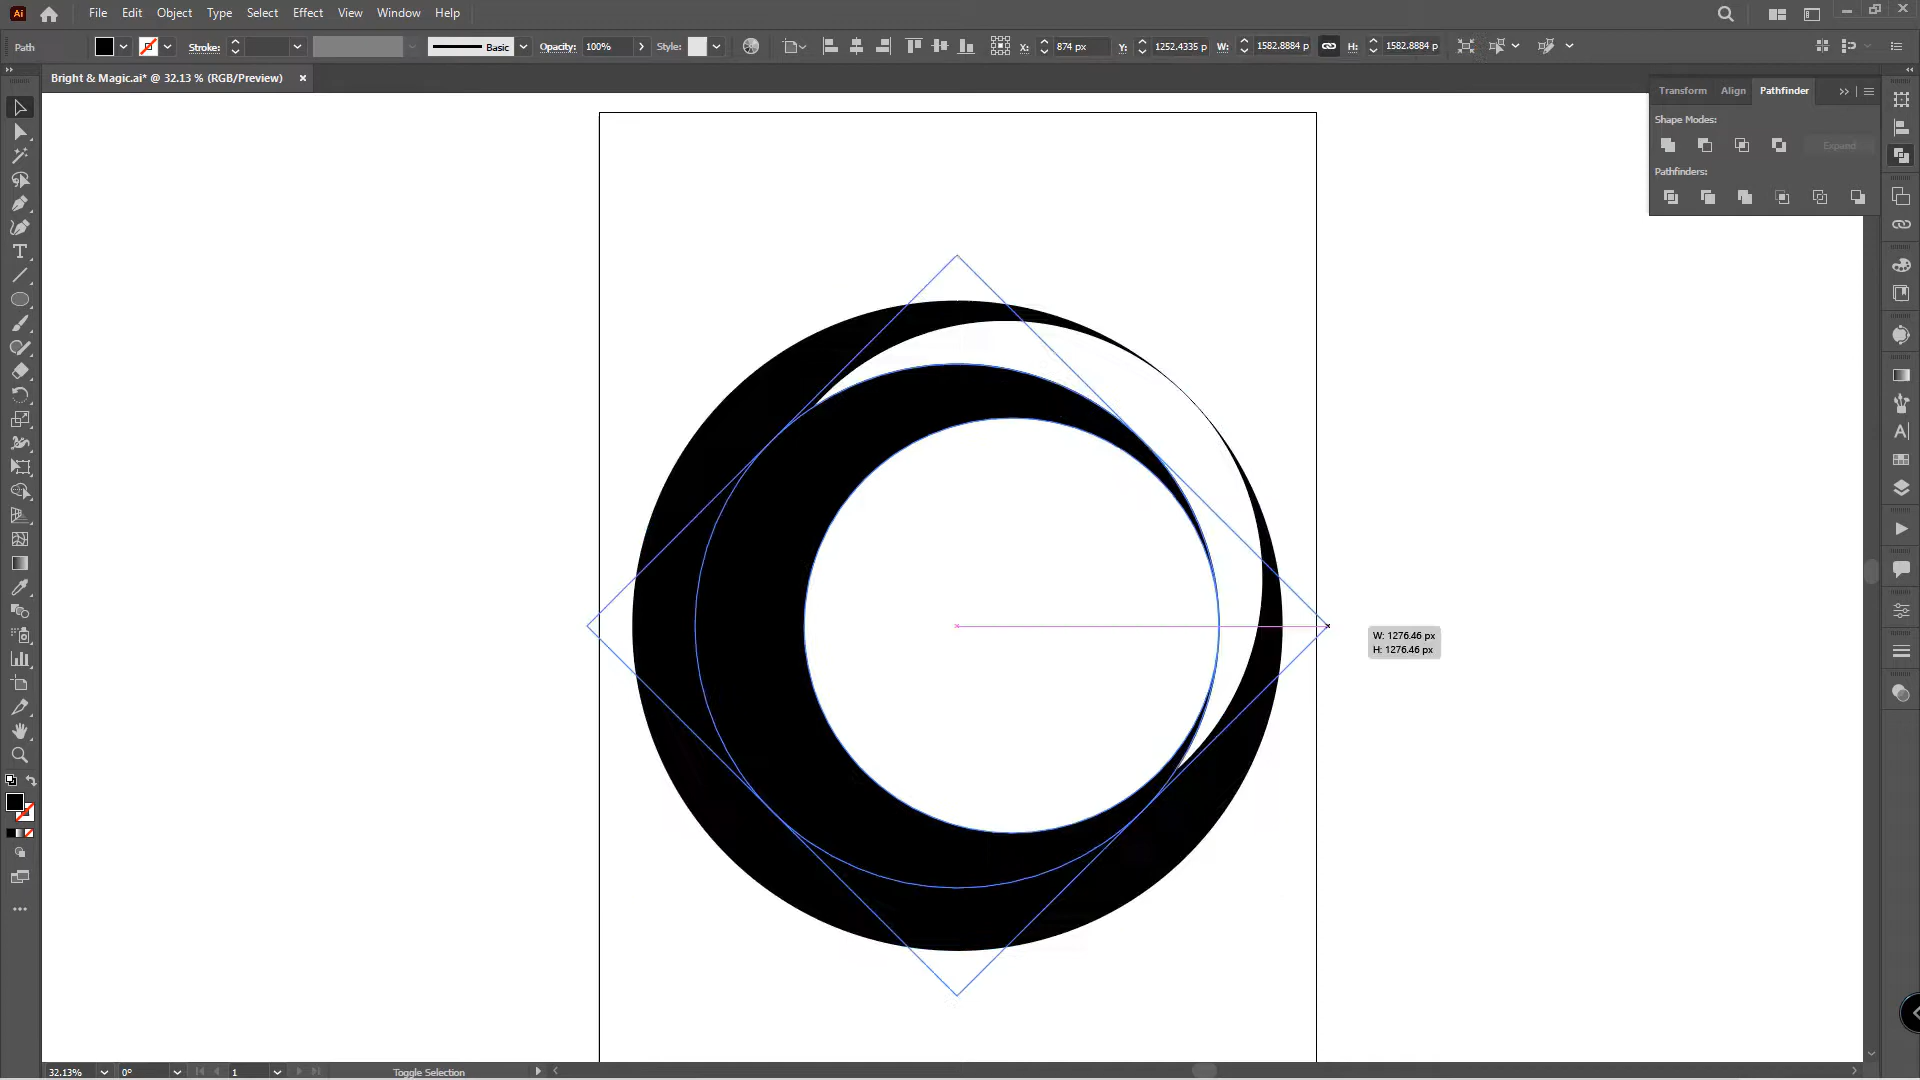 Ai File Edit Object Type Select Effect View Window Help
Path Stroke: Basic Opacity: 100% Style: X: 874 px Y: 1252.4335 p W: 1582.8884 p H: 1582.8884 p
Bright & Magic.ai* @ 32.13 % (RGB/Preview) ×
Transform Align Pathfinder
Shape Modes:
Expand
Pathfinders:
W: 1276.46 px
H: 1276.46 px
32.13% 0° 1 Toggle Selection